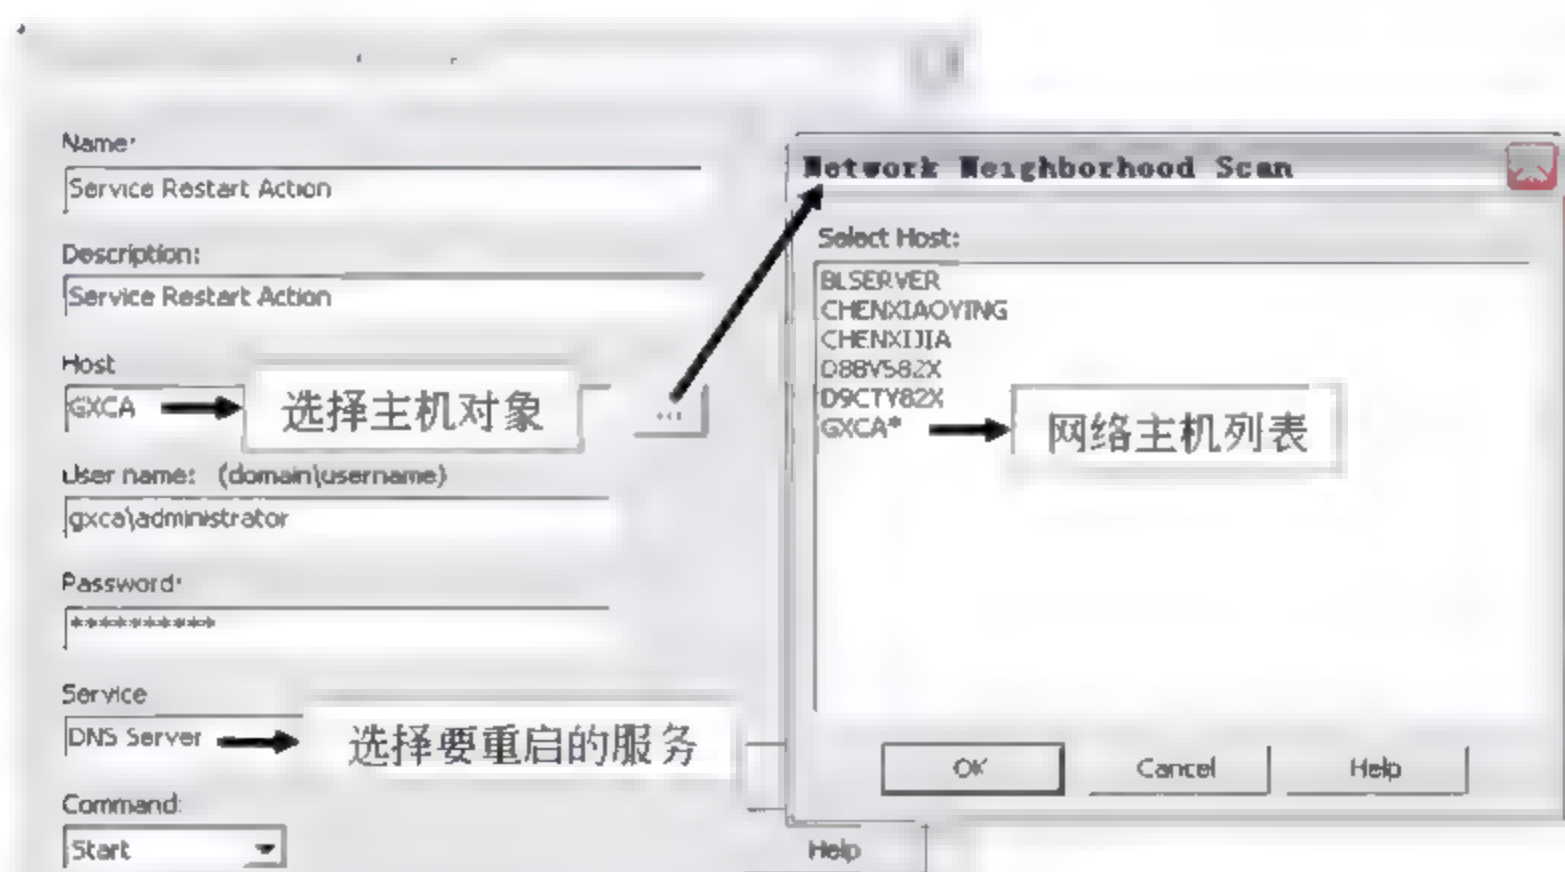 Name:
Service Restart Action
Description:
Service Restart Action
Host
GXCA
选择主机对象
...
User name: (domain\username)
gxca\administrator
Password:
**********
Service
DNS Server
选择要重启的服务
Command:
Start
Help
Network Neighborhood Scan
Select Host:
BLSERVER
CHENXIAOYING
CHENXIJIA
D8BV582X
D9CTY82X
GXCA*
网络主机列表
OK
Cancel
Help